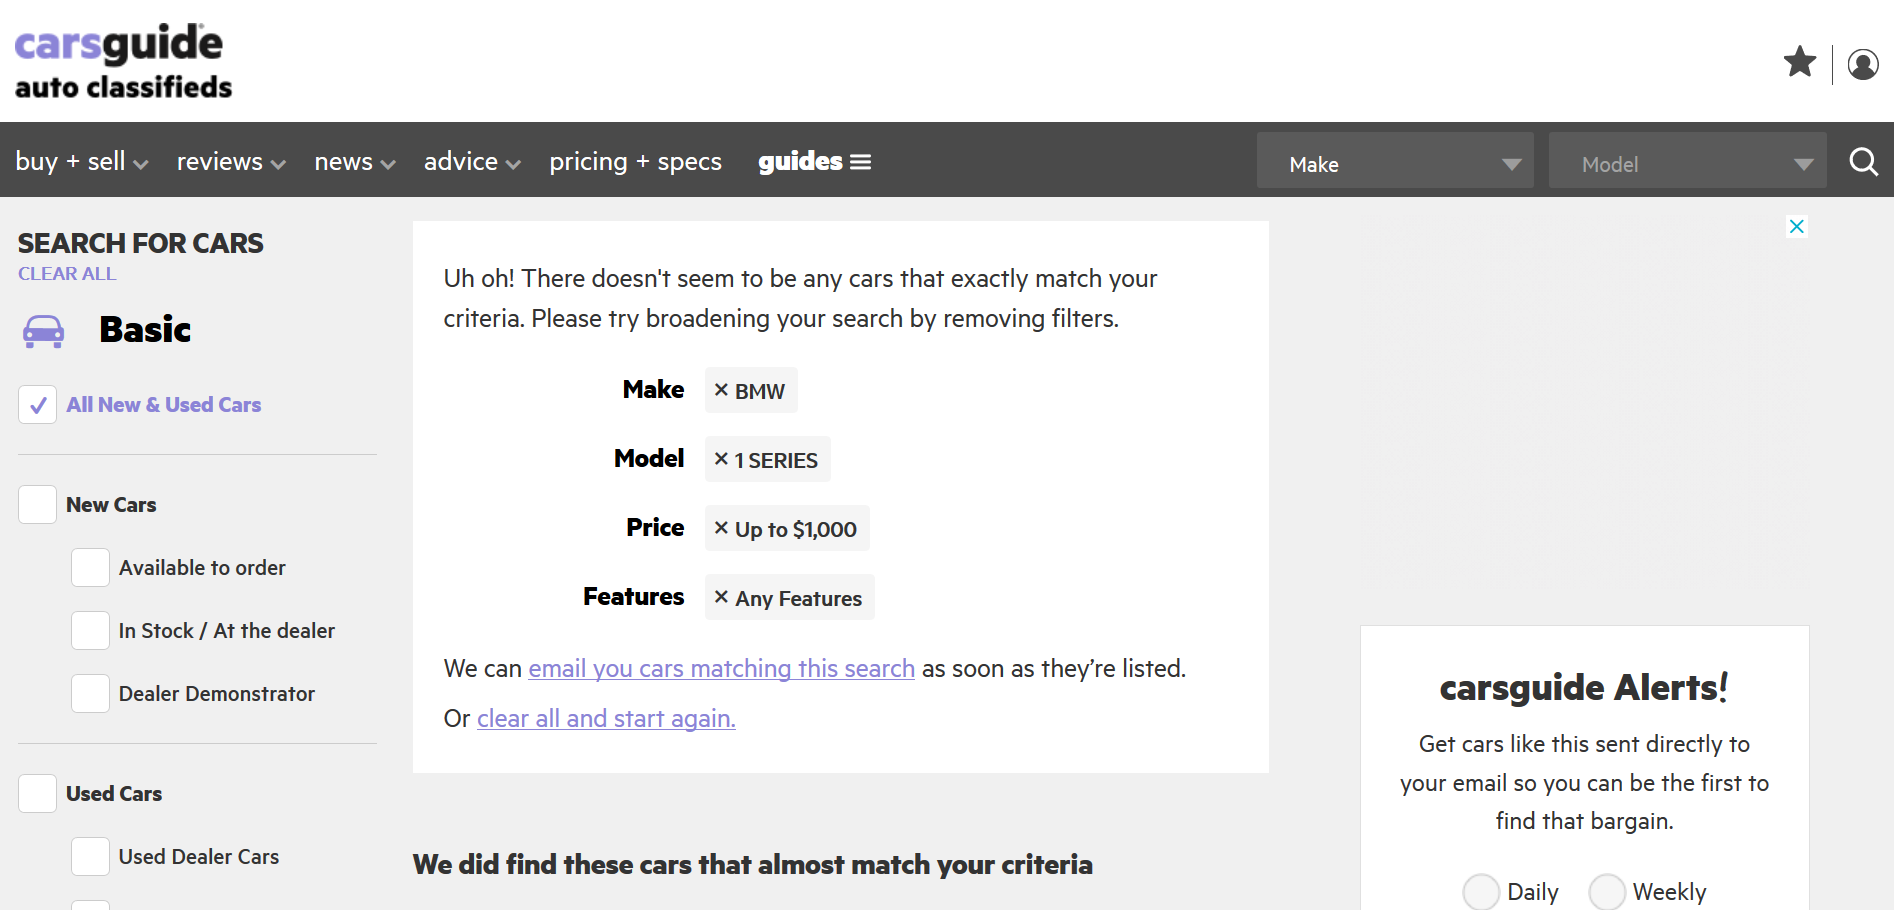 carsguide
auto classifieds
buy + sell
reviews
news
advice
pricing + specs
guides
Make
Model
SEARCH FOR CARS
CLEAR ALL
Basic
All New & Used Cars
New Cars
Available to order
In Stock / At the dealer
Dealer Demonstrator
Used Cars
Used Dealer Cars
Uh oh! There doesn't seem to be any cars that exactly match your
criteria. Please try broadening your search by removing filters.
Make × BMW
Model × 1 SERIES
Price × Up to $1,000
Features × Any Features
We can email you cars matching this search as soon as they’re listed.
Or clear all and start again.
We did find these cars that almost match your criteria
carsguide Alerts!
Get cars like this sent directly to
your email so you can be the first to
find that bargain.
Daily
Weekly